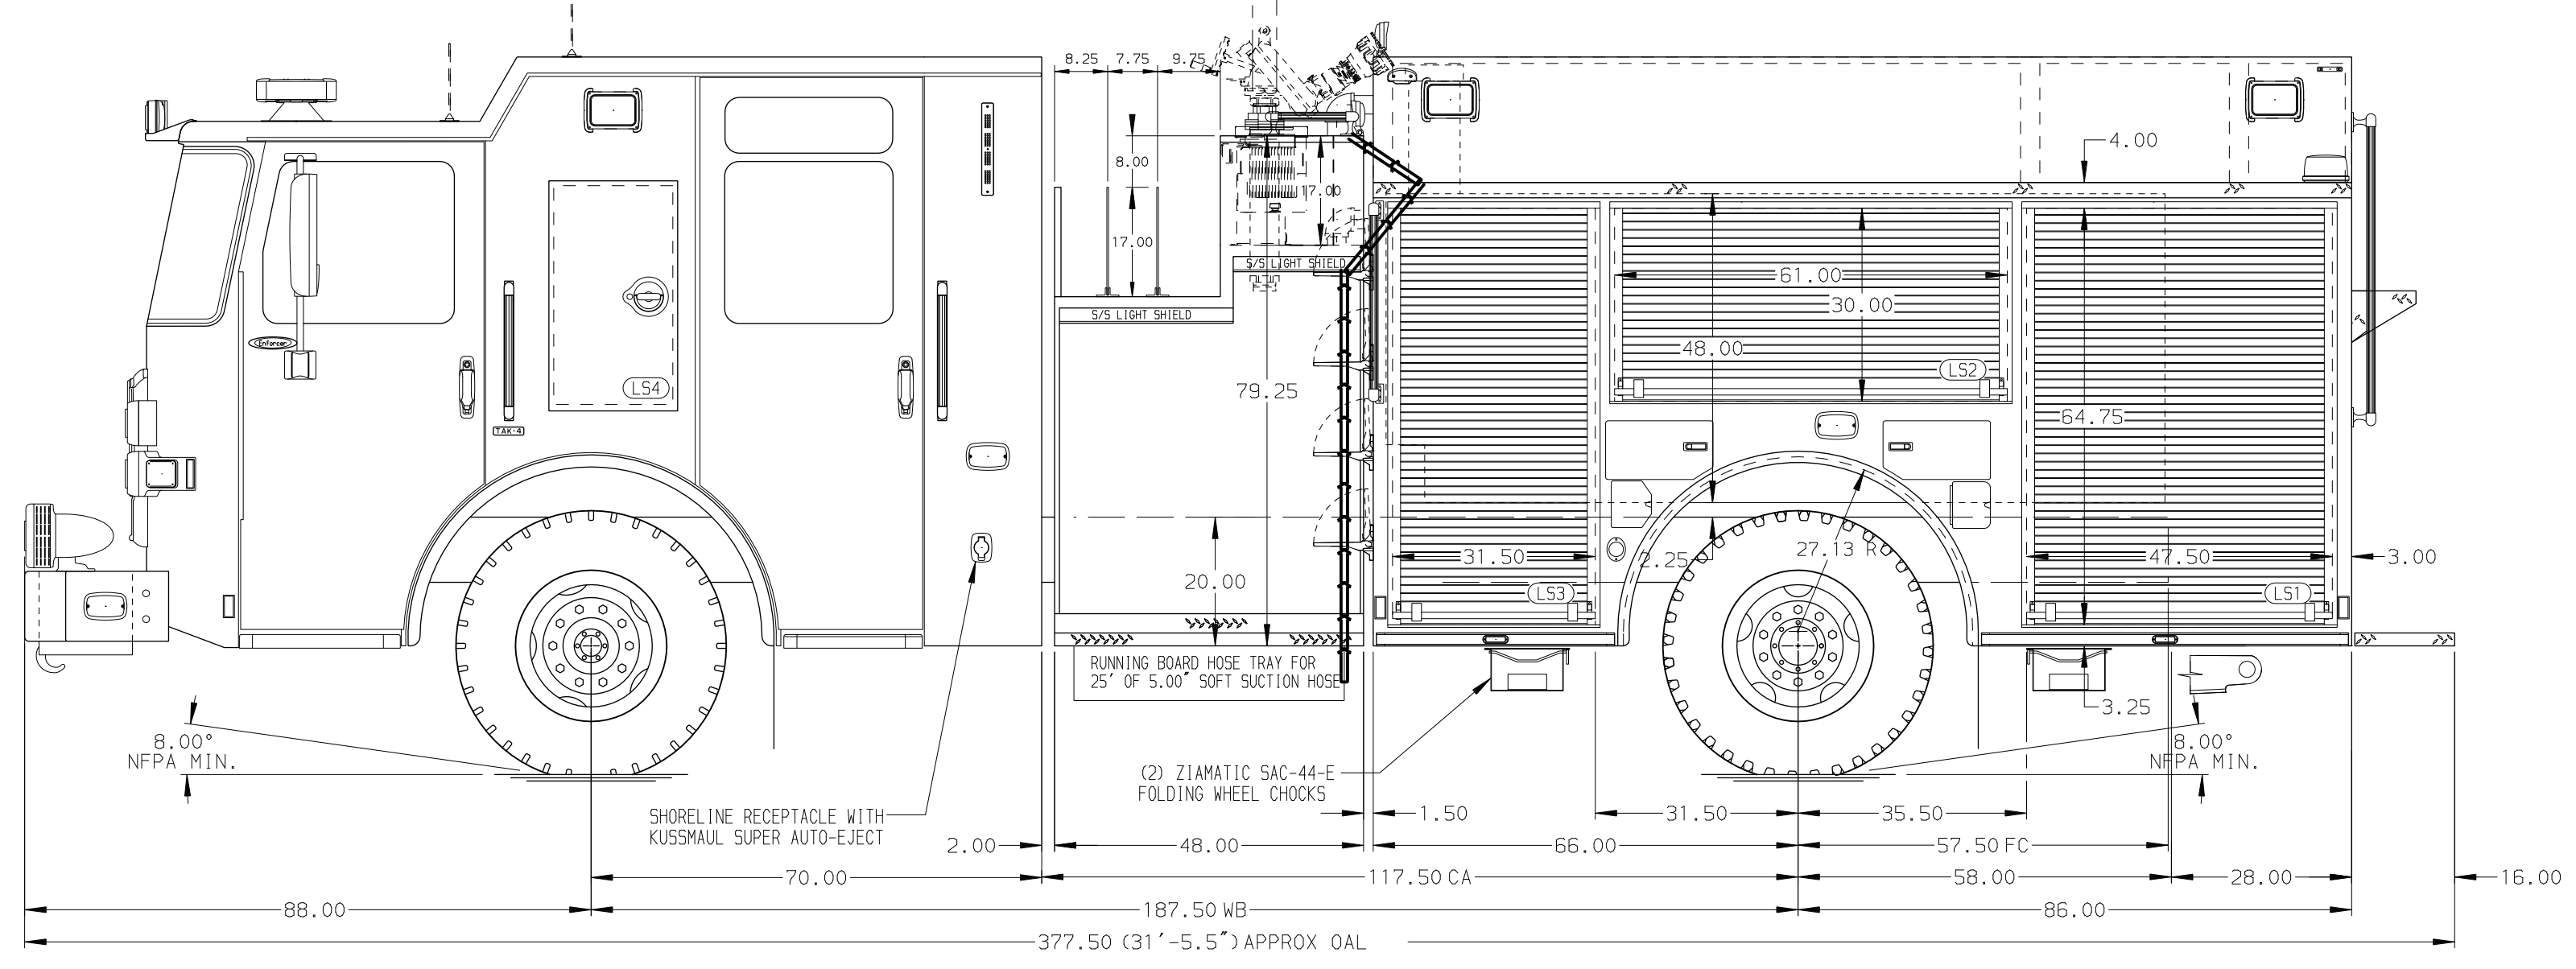 8.25
7.75
9.75
4.00
8.00
17.00
17.00
S/S LIGHT SHIELD
61.00
30.00
S/S LIGHT SHIELD
Enforcer
48.00
LS2
LS4
79.25
64.75
TAK-4
27.13 R
31.50
2.25
47.50
3.00
20.00
LS3
LS1
RUNNING BOARD HOSE TRAY FOR
25' OF 5.00" SOFT SUCTION HOSE
3.25
8.00°
NFPA MIN.
8.00°
NFPA MIN.
(2) ZIAMATIC SAC-44-E
FOLDING WHEEL CHOCKS
SHORELINE RECEPTACLE WITH
KUSSMAUL SUPER AUTO-EJECT
1.50
31.50
35.50
2.00
48.00
66.00
57.50 FC
70.00
117.50 CA
58.00
28.00
16.00
88.00
187.50 WB
86.00
377.50 (31'-5.5") APPROX OAL